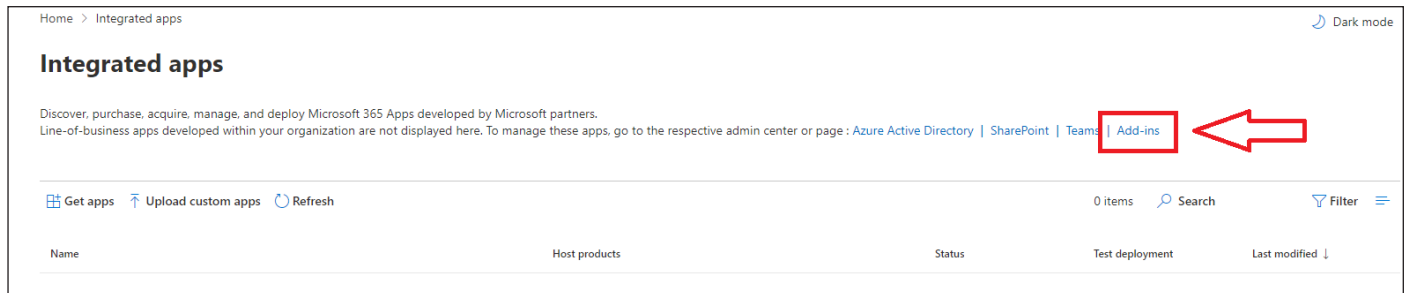 Home > Integrated apps
Dark mode
Integrated apps
Discover, purchase, acquire, manage, and deploy Microsoft 365 Apps developed by Microsoft partners.
Line-of-business apps developed within your organization are not displayed here. To manage these apps, go to the respective admin center or page : Azure Active Directory | SharePoint | Teams | Add-ins
Get apps Upload custom apps Refresh 0 items Search Filter
Name Host products Status Test deployment Last modified ↓